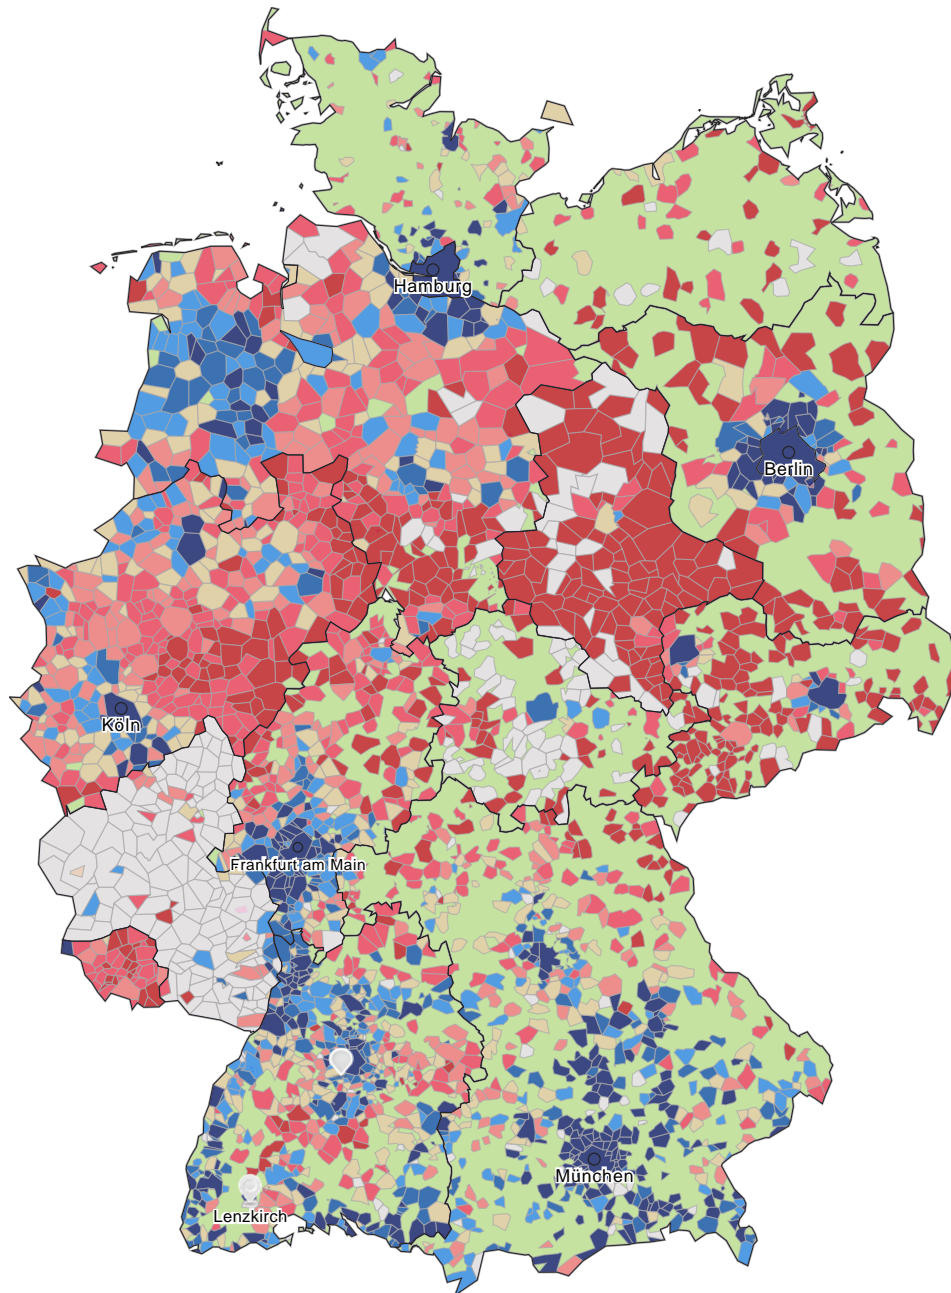 Hamburg
Berlin
Köln
Frankfurt am Main
München
Lenzkirch